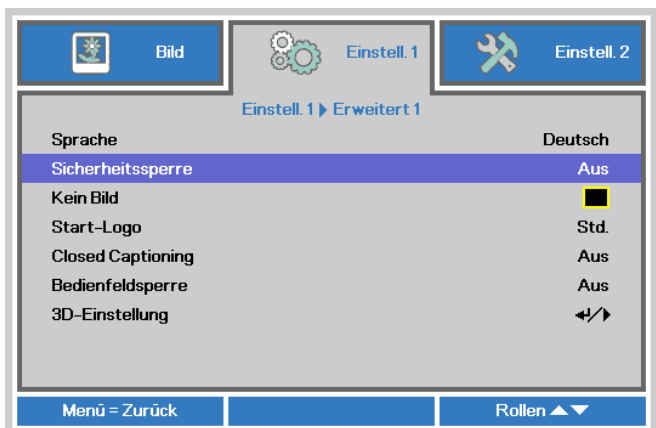 Bild
Einstell. 1
Einstell. 2
Einstell. 1 Erweitert 1
Sprache Deutsch
Sicherheitssperre Aus
Kein Bild
Start-Logo Std.
Closed Captioning Aus
Bedienfeldsperre Aus
3D-Einstellung ↵/▶
Menü = Zurück
Rollen ▲▼